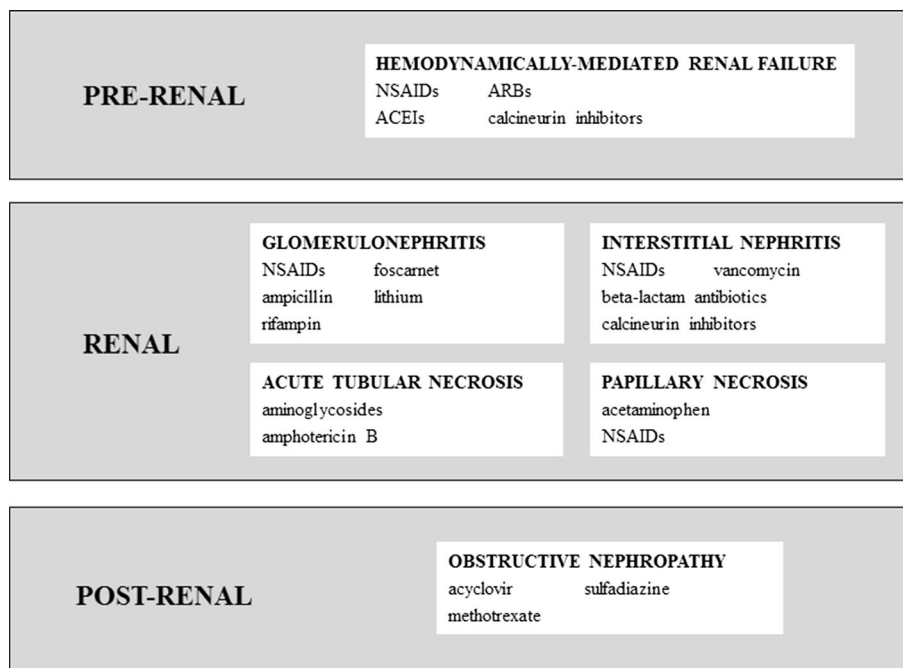 PRE-RENAL
HEMODYNAMICALLY-MEDIATED RENAL FAILURE
NSAIDs ARBs
ACEIs calcineurin inhibitors
RENAL
GLOMERULONEPHRITIS
NSAIDs foscarnet
ampicillin lithium
rifampin
INTERSTITIAL NEPHRITIS
NSAIDs vancomycin
beta-lactam antibiotics
calcineurin inhibitors
ACUTE TUBULAR NECROSIS
aminoglycosides
amphotericin B
PAPILLARY NECROSIS
acetaminophen
NSAIDs
POST-RENAL
OBSTRUCTIVE NEPHROPATHY
acyclovir sulfadiazine
methotrexate